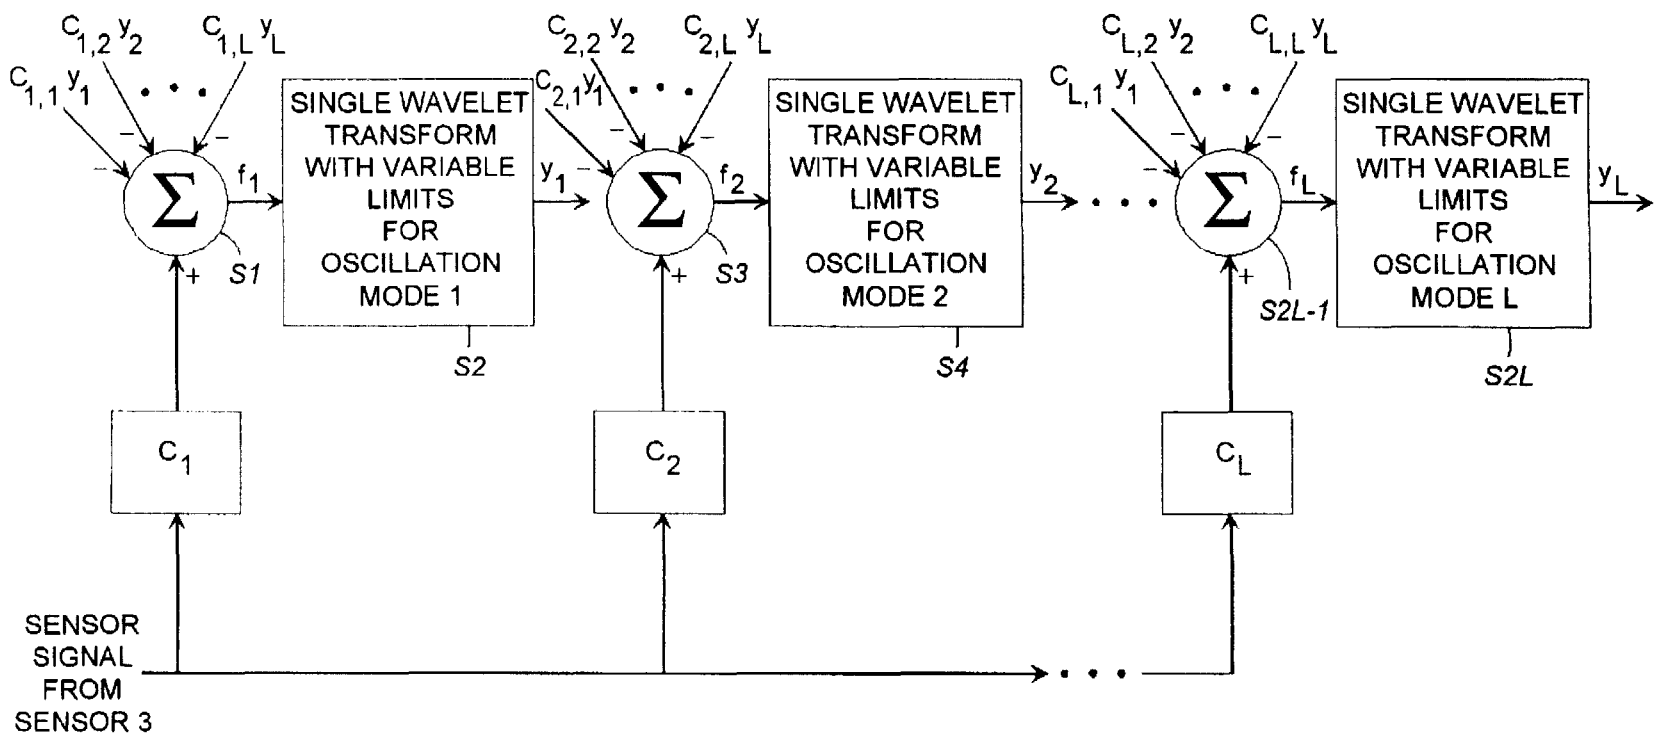 C1,2 y2 C1,L yL
C1,1 y1
− − −
Σ
+
f1
S1
SINGLE WAVELET
TRANSFORM
WITH VARIABLE
LIMITS
FOR
OSCILLATION
MODE 1
S2
y1
C2,2 y2 C2,L yL
C2,1 y1
− − −
Σ
+
f2
S3
SINGLE WAVELET
TRANSFORM
WITH VARIABLE
LIMITS
FOR
OSCILLATION
MODE 2
S4
y2
• • •
CL,2 y2 CL,L yL
CL,1 y1
− − −
Σ
+
fL
S2L-1
SINGLE WAVELET
TRANSFORM
WITH VARIABLE
LIMITS
FOR
OSCILLATION
MODE L
S2L
yL
C1
C2
CL
SENSOR
SIGNAL
FROM
SENSOR 3